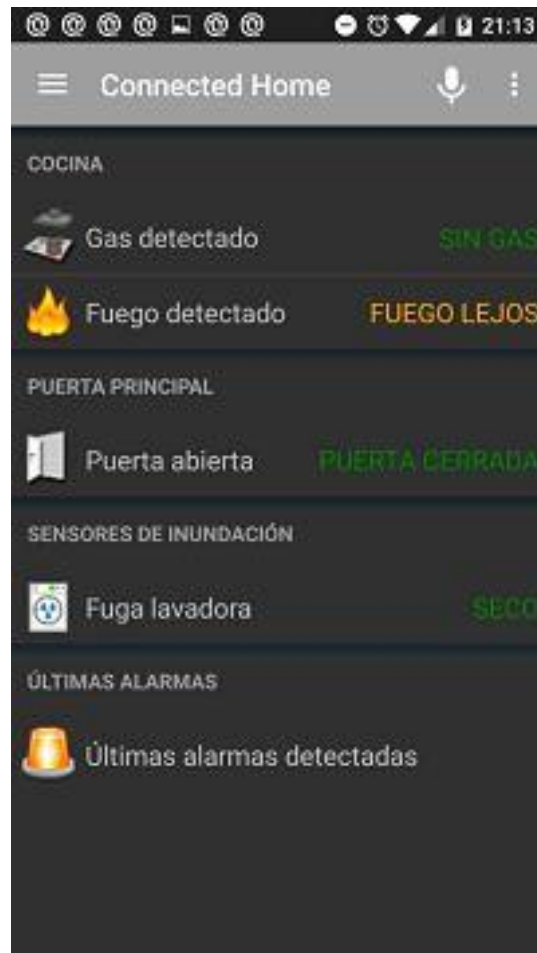 21:13
Connected Home
COCINA
Gas detectado SIN GAS
Fuego detectado FUEGO LEJOS
PUERTA PRINCIPAL
Puerta abierta PUERTA CERRADA
SENSORES DE INUNDACIÓN
Fuga lavadora SECO
ÚLTIMAS ALARMAS
Últimas alarmas detectadas